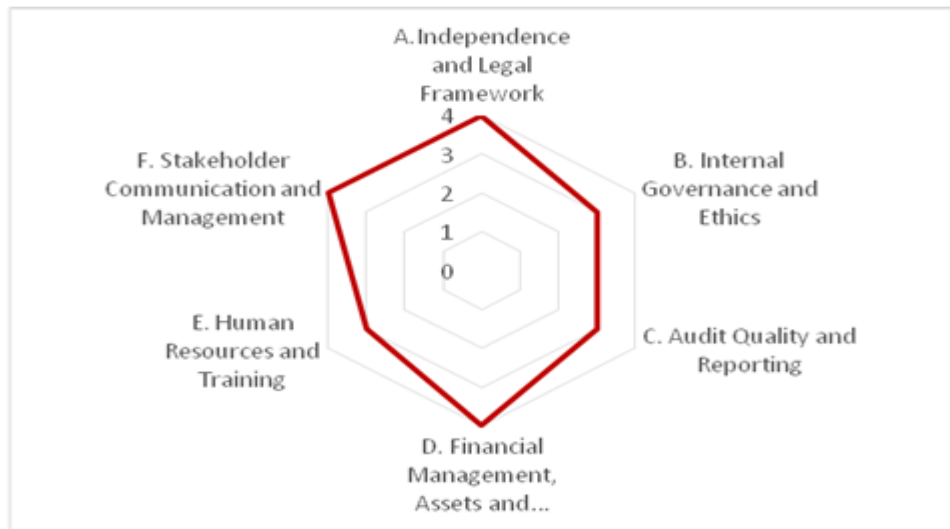 A. Independence
and Legal
Framework
4
3
2
1
0
B. Internal
Governance and
Ethics
C. Audit Quality and
Reporting
D. Financial
Management,
Assets and...
E. Human
Resources and
Training
F. Stakeholder
Communication and
Management